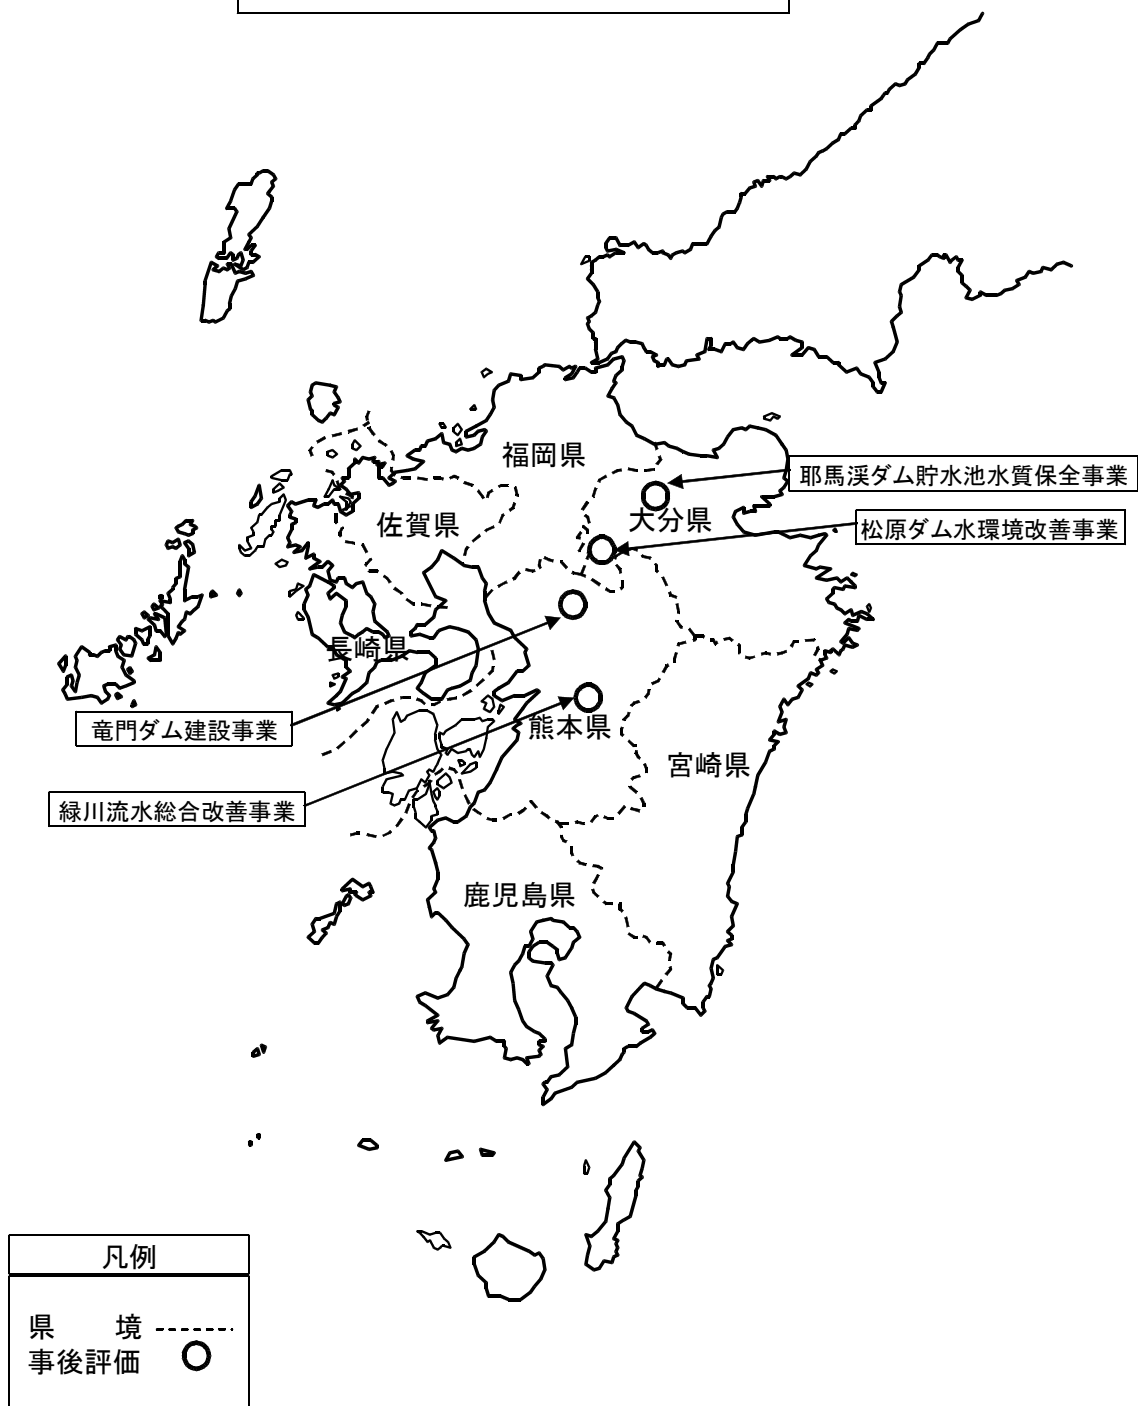 福岡県
耶馬渓ダム貯水池水質保全事業
佐賀県
大分県
松原ダム水環境改善事業
長崎県
竜門ダム建設事業
熊本県
宮崎県
緑川流水総合改善事業
鹿児島県
凡例
県 境
事後評価